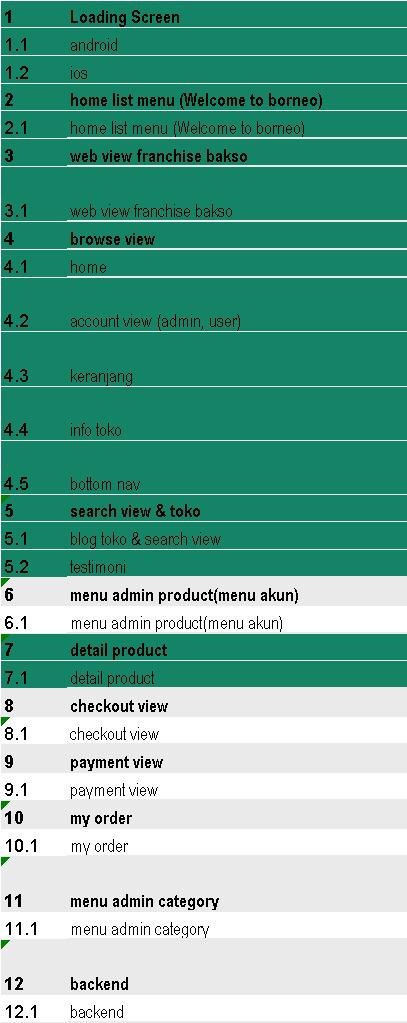 1 Loading Screen
1.1 android
1.2 ios
2 home list menu (Welcome to borneo)
2.1 home list menu (Welcome to borneo)
3 web view franchise bakso
3.1 web view franchise bakso
4 browse view
4.1 home
4.2 account view (admin, user)
4.3 keranjang
4.4 info toko
4.5 bottom nav
5 search view & toko
5.1 blog toko & search view
5.2 testimoni
6 menu admin product(menu akun)
6.1 menu admin product(menu akun)
7 detail product
7.1 detail product
8 checkout view
8.1 checkout view
9 payment view
9.1 payment view
10 my order
10.1 my order
11 menu admin category
11.1 menu admin category
12 backend
12.1 backend